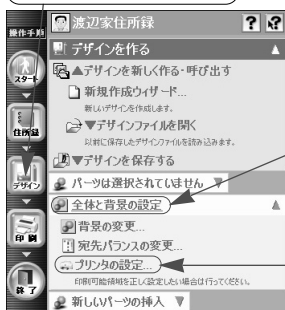 操作手順
渡辺家住所録
? ?
デザインを作る ▲
▲デザインを新しく作る・呼び出す
新規作成ウィザード...
新しいデザインを作成します。
▼デザインファイルを開く
以前に保存したデザインファイルを読み込みます。
▼デザインを保存する
パーツは選択されていません ▼
全体と背景の設定 ▲
背景の変更...
宛先バランスの変更...
プリンタの設定...
印刷可能領域を正しく設定したい場合は行ってください。
新しいパーツの挿入 ▼
スタート
住所録
デザイン
印刷
終了